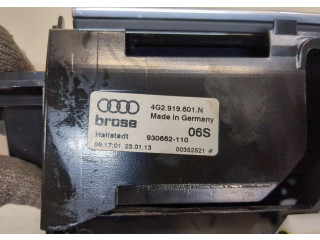 4G2.919.601.N
Made in Germany
brose
06S
Hallstadt
930662-110
09:17:01 23.01.13
00352521 #